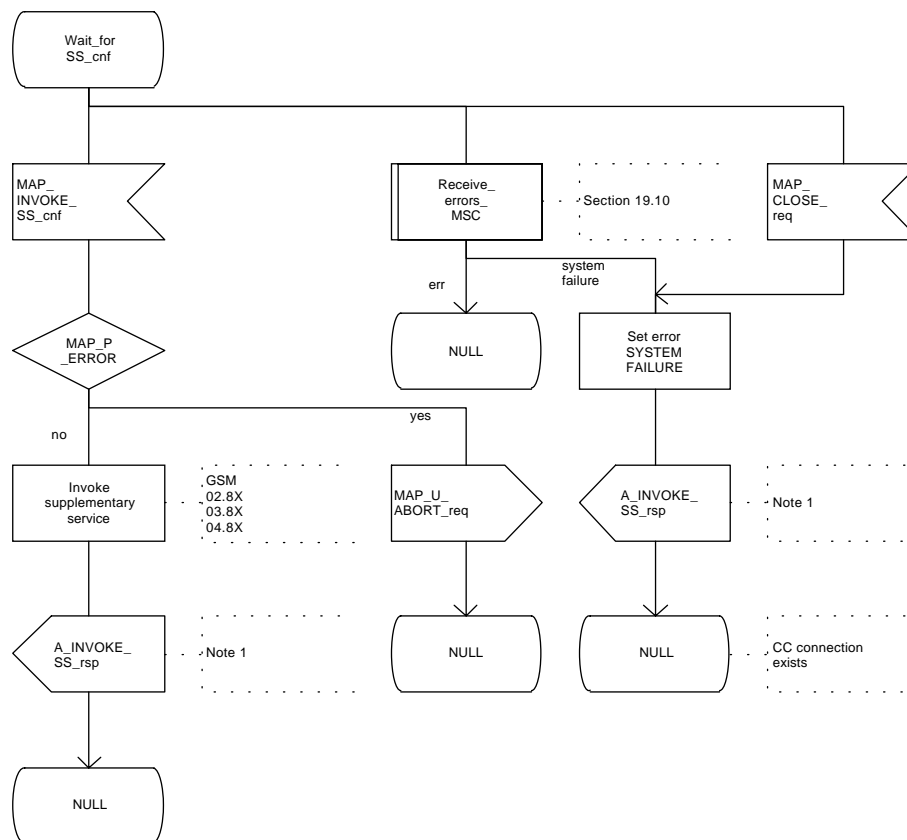 Wait_for
SS_cnf
MAP_
INVOKE_
SS_cnf
Receive_
errors_
MSC
Section 19.10
MAP_
CLOSE_
req
system
failure
err
MAP_P
_ERROR
NULL
Set error
SYSTEM
FAILURE
yes
no
Invoke
supplementary
service
GSM
02.8X
03.8X
04.8X
MAP_U_
ABORT_req
A_INVOKE_
SS_rsp
Note 1
A_INVOKE_
SS_rsp
Note 1
NULL
NULL
CC connection
exists
NULL